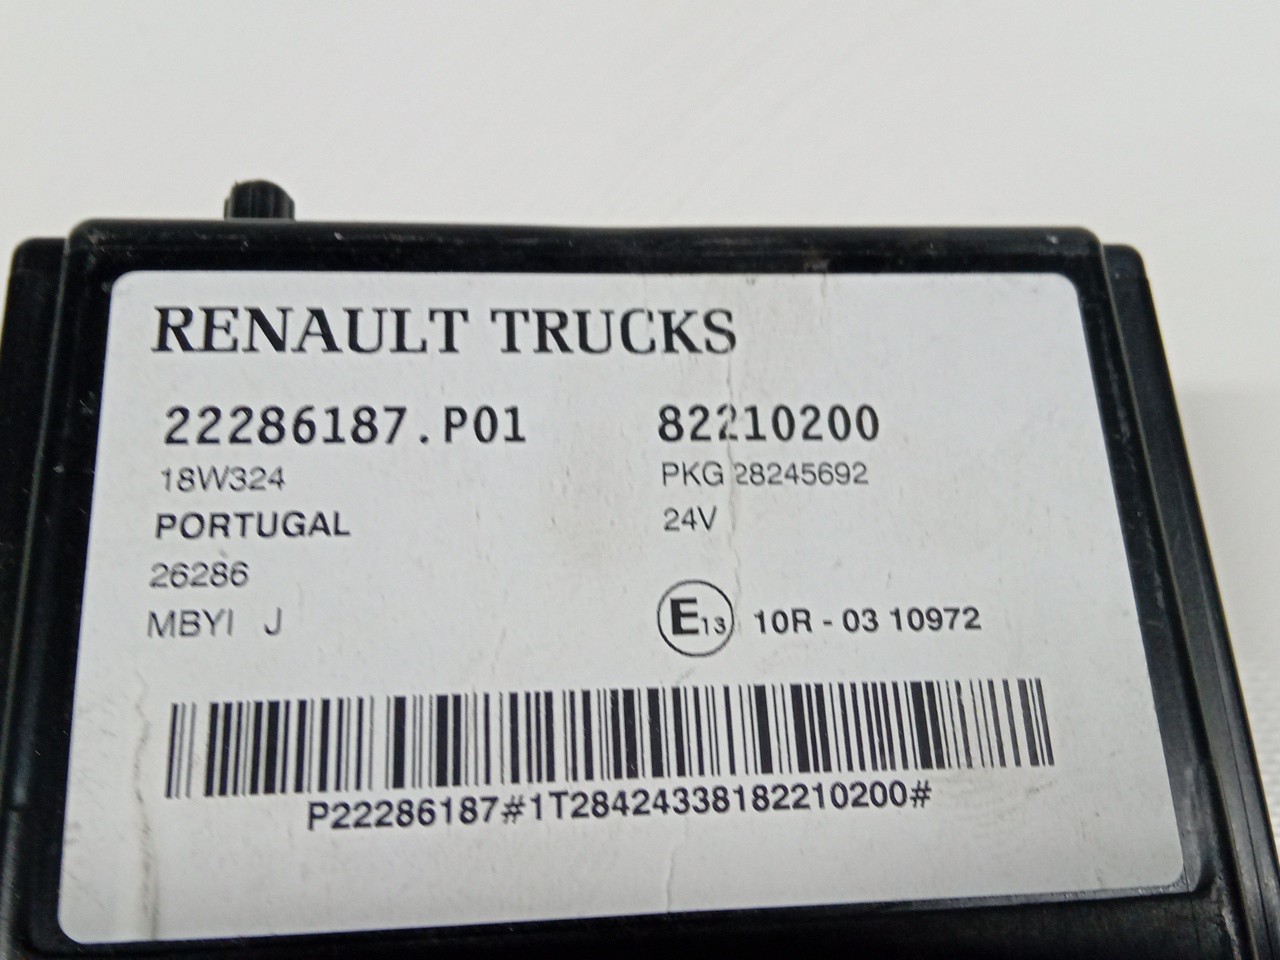 RENAULT TRUCKS
22286187.P01 82210200
18W324 PKG 28245692
PORTUGAL 24V
26286
MBYI J
E13 10R - 03 10972
P22286187#1T28424338182210200#